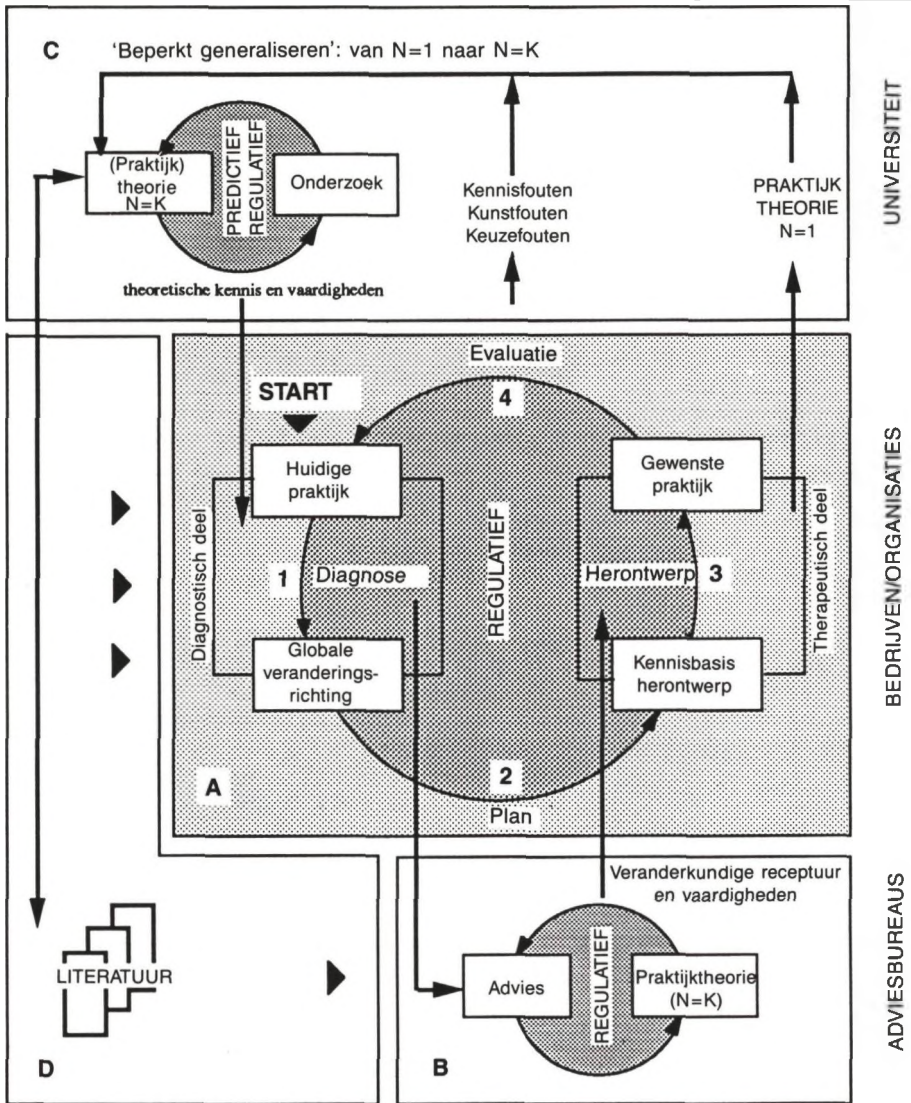 C
'Beperkt generaliseren': van N=1 naar N=K
(Praktijk)
theorie
N=K
PREDICTIEF
REGULATIEF
Onderzoek
theoretische kennis en vaardigheden
Kennisfouten
Kunstfouten
Keuzefouten
PRAKTIJK
THEORIE
N=1
UNIVERSITEIT
Evaluatie
4
START
Huidige
praktijk
Gewenste
praktijk
Diagnostisch deel
1
Diagnose
REGULATIEF
Herontwerp
3
Therapeutisch deel
Globale
veranderings-
richting
Kennisbasis
herontwerp
2
Plan
A
BEDRIJVEN/ORGANISATIES
Veranderkundige receptuur
en vaardigheden
Advies
REGULATIEF
Praktijktheorie
(N=K)
B
ADVIESBUREAUS
LITERATUUR
D